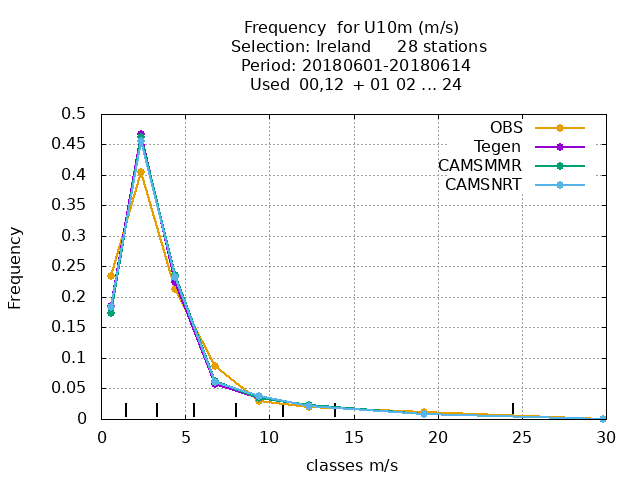 Frequency  for U10m (m/s)
Selection: Ireland     28 stations
Period: 20180601-20180614
Used  00,12  + 01 02 ... 24
0.5
0.45
0.4
0.35
0.3
0.25
0.2
0.15
0.1
0.05
0
Frequency
OBS
Tegen
CAMSMMR
CAMSNRT
0 5 10 15 20 25 30
classes m/s